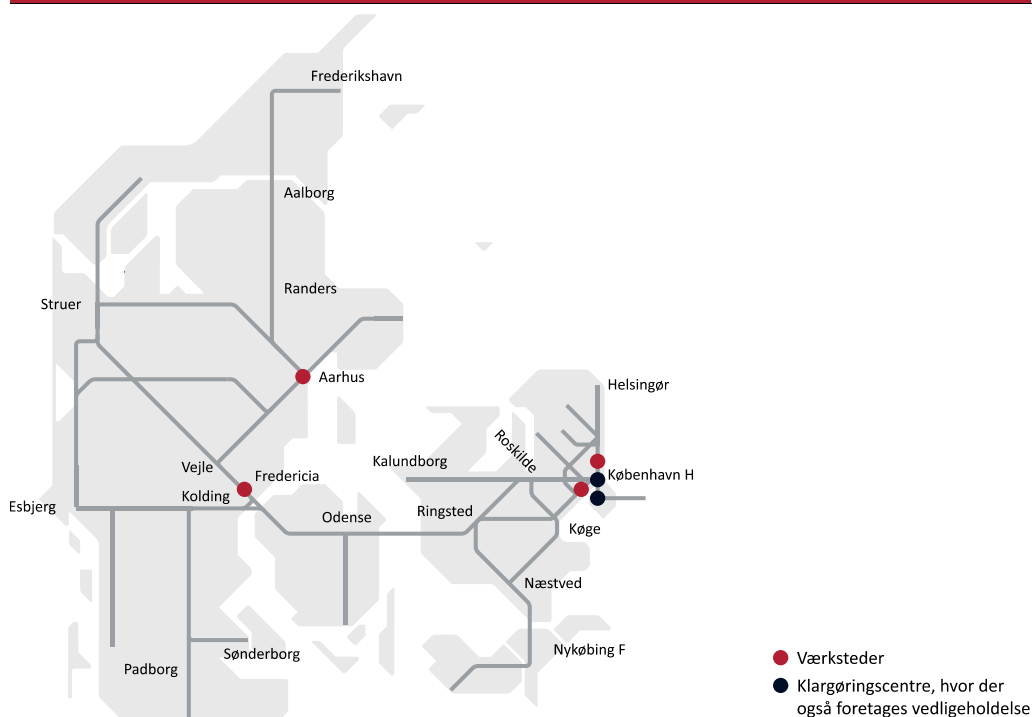 Frederikshavn
Aalborg
Randers
Struer
Aarhus
Helsingør
Roskilde
Kalundborg
Vejle
Fredericia
København H
Kolding
Esbjerg
Odense
Ringsted
Køge
Næstved
Nykøbing F
Sønderborg
Padborg
Værksteder
Klargøringscentre, hvor der
også foretages vedligeholdelse